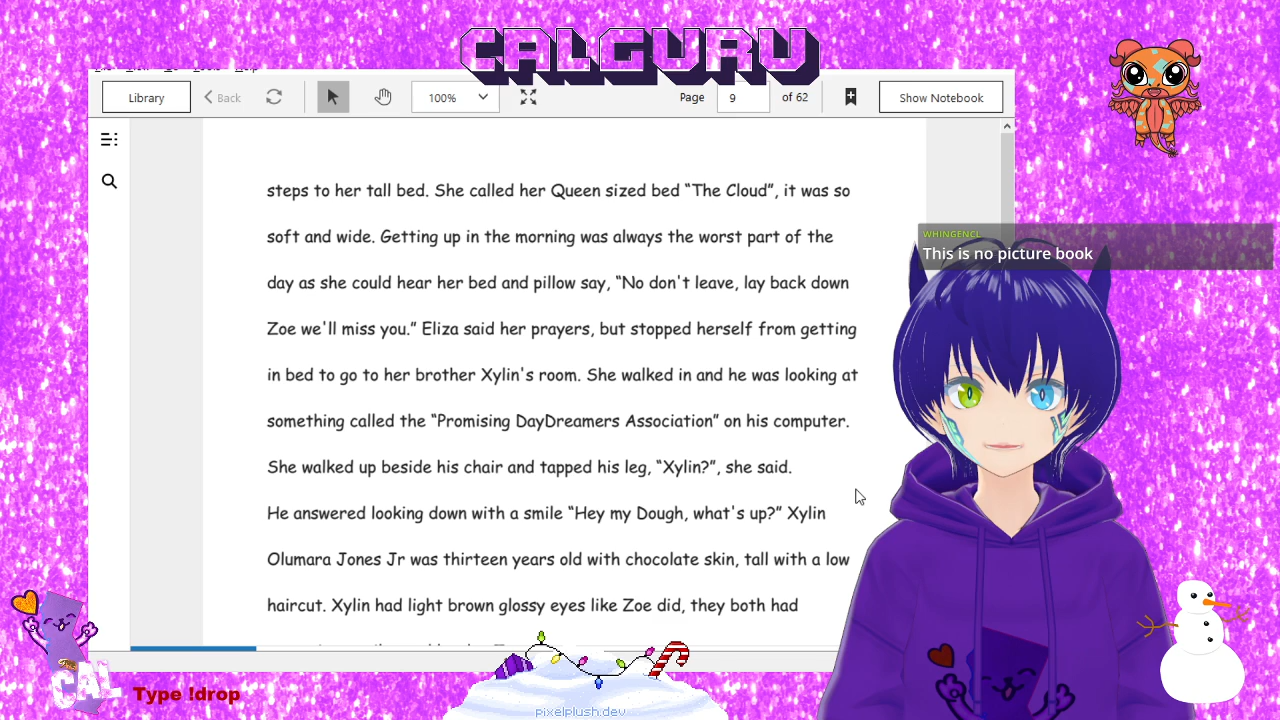 CALGURU
Library
Back
100%
Page 9 of 62
Show Notebook
steps to her tall bed. She called her Queen sized bed “The Cloud”, it was so
soft and wide. Getting up in the morning was always the worst part of the
day as she could hear her bed and pillow say, “No don't leave, lay back down
Zoe we'll miss you.” Eliza said her prayers, but stopped herself from getting
in bed to go to her brother Xylin's room. She walked in and he was looking at
something called the “Promising DayDreamers Association” on his computer.
She walked up beside his chair and tapped his leg, “Xylin?”, she said.
He answered looking down with a smile “Hey my Dough, what's up?” Xylin
Olumara Jones Jr was thirteen years old with chocolate skin, tall with a low
haircut. Xylin had light brown glossy eyes like Zoe did, they both had
WHINGENCL
This is no picture book
CAL
Type !drop
pixelplush.dev